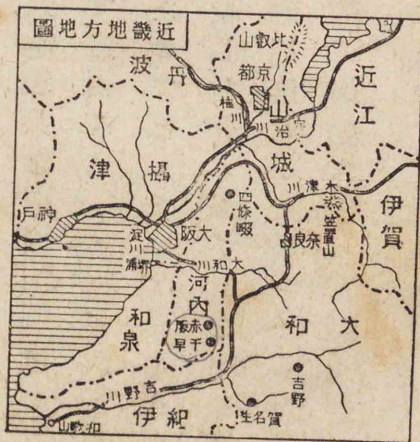 圖地方地畿近
比叡山
丹波
京都
近江
桂川
山城
宇治川
攝津
伊賀
木津川
笠置山
四條畷
神戸
大阪
淀川
奈良
堺浦
大和川
河内
和泉
赤阪
千早
大和
吉野
吉野川
賀名生
紀伊
和歌山